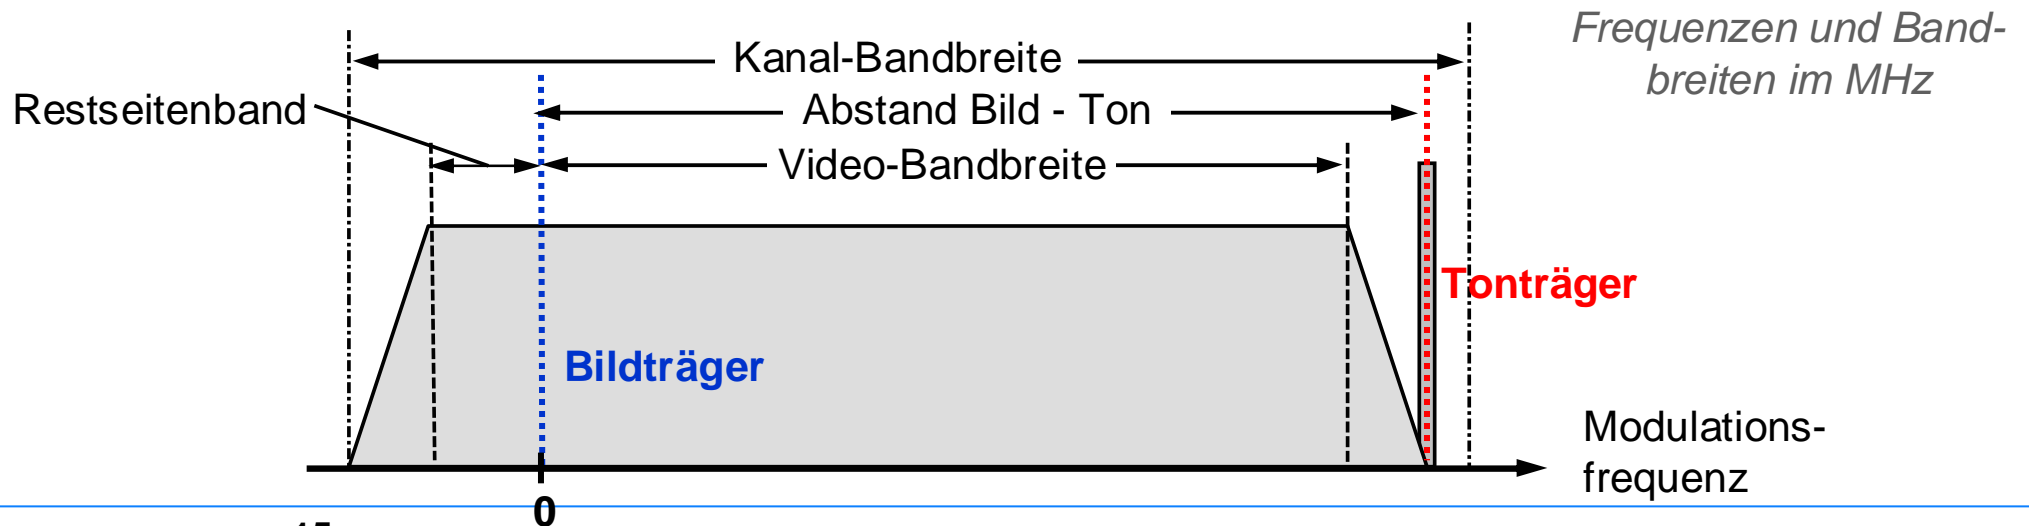 Frequenzen und Band-
breiten im MHz
Kanal-Bandbreite
Restseitenband
Abstand Bild - Ton
Video-Bandbreite
Tonträger
Bildträger
Modulations-
frequenz
0